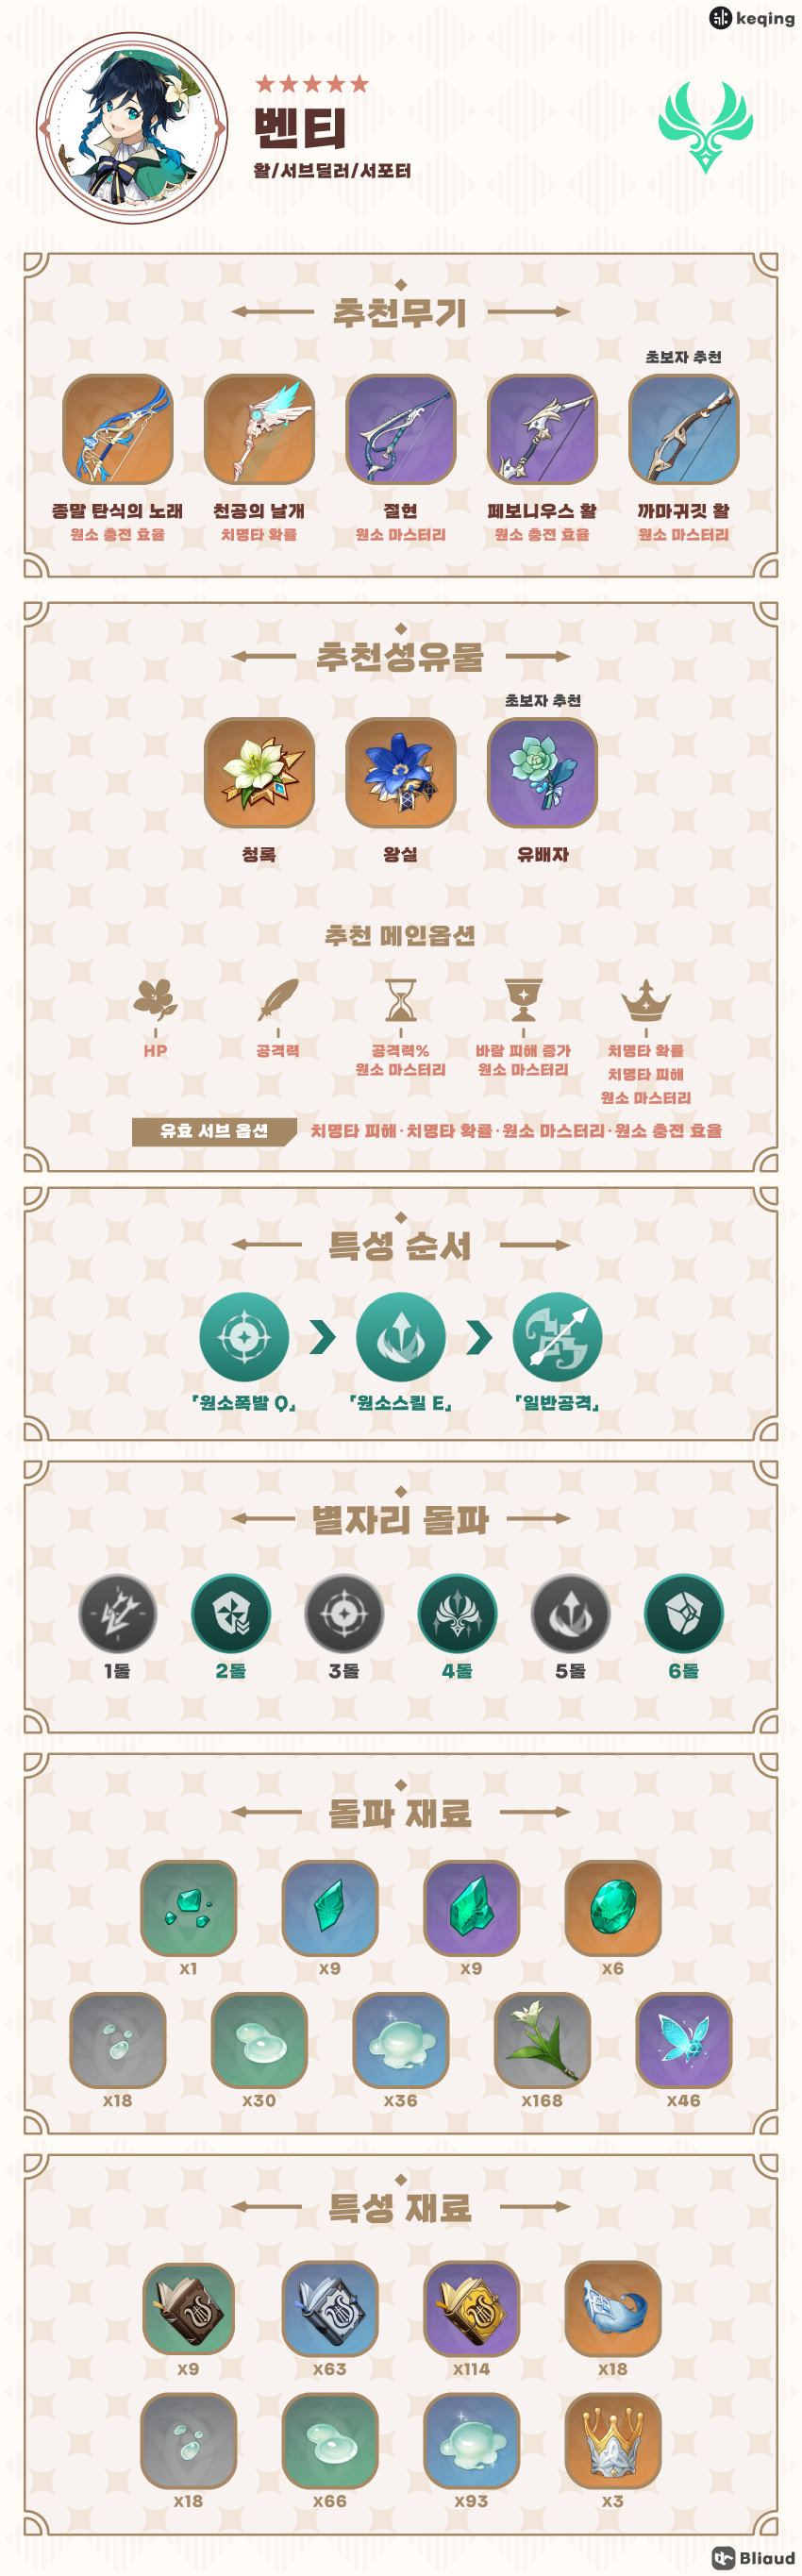 keqing
벤티
활/서브딜러/서포터
추천무기
초보자 추천
종말 탄식의 노래
천공의 날개
절현
페보니우스 활
까마귀깃 활
원소 충전 효율
치명타 확률
원소 마스터리
원소 충전 효율
원소 마스터리
추천성유물
초보자 추천
청록
왕실
유배자
추천 메인옵션
HP
공격력
공격력%
원소 마스터리
바람 피해 증가
원소 마스터리
치명타 확률
치명타 피해
원소 마스터리
유효 서브 옵션
치명타 피해·치명타 확률·원소 마스터리·원소 충전 효율
특성 순서
「원소폭발 Q」
「원소스킬 E」
「일반공격」
별자리 돌파
1돌
2돌
3돌
4돌
5돌
6돌
돌파 재료
x1
x9
x9
x6
x18
x30
x36
x168
x46
특성 재료
x9
x63
x114
x18
x18
x66
x93
x3
Bliaud